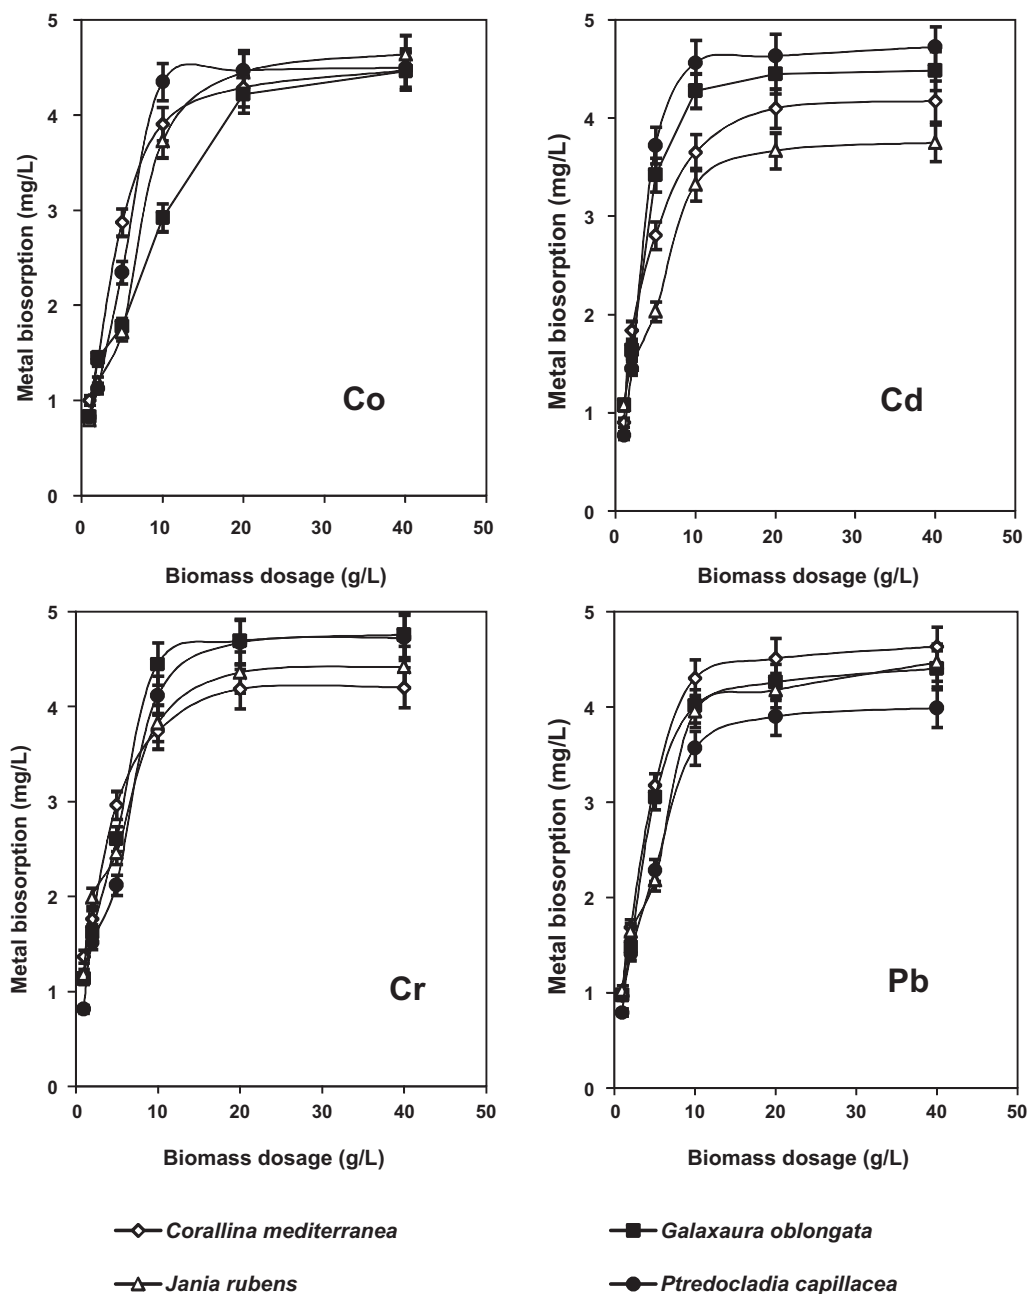 5
4
3
2
1
0
Metal biosorption (mg/L)
Co
0 10 20 30 40 50
Biomass dosage (g/L)
5
4
3
2
1
0
Metal biosorption (mg/L)
Cd
0 10 20 30 40 50
Biomass dosage (g/L)
5
4
3
2
1
0
Metal biosorption (mg/L)
Cr
0 10 20 30 40 50
Biomass dosage (g/L)
5
4
3
2
1
0
Metal biosorption (mg/L)
Pb
0 10 20 30 40 50
Biomass dosage (g/L)
Corallina mediterranea
Galaxaura oblongata
Jania rubens
Ptredocladia capillacea